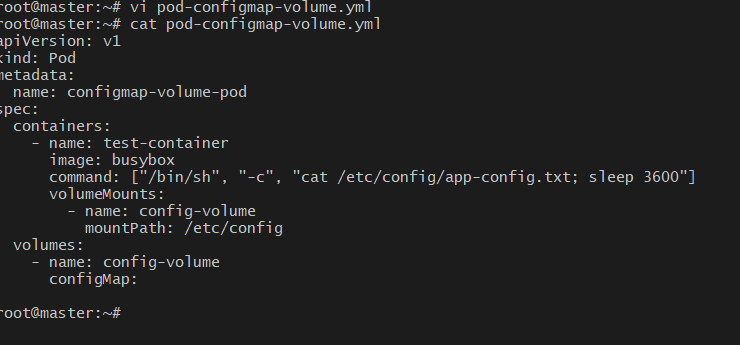 root@master:~# vi pod-configmap-volume.yml
root@master:~# cat pod-configmap-volume.yml
apiVersion: v1
kind: Pod
metadata:
  name: configmap-volume-pod
spec:
  containers:
    - name: test-container
      image: busybox
      command: ["/bin/sh", "-c", "cat /etc/config/app-config.txt; sleep 3600"]
      volumeMounts:
        - name: config-volume
          mountPath: /etc/config
  volumes:
    - name: config-volume
      configMap:
root@master:~#